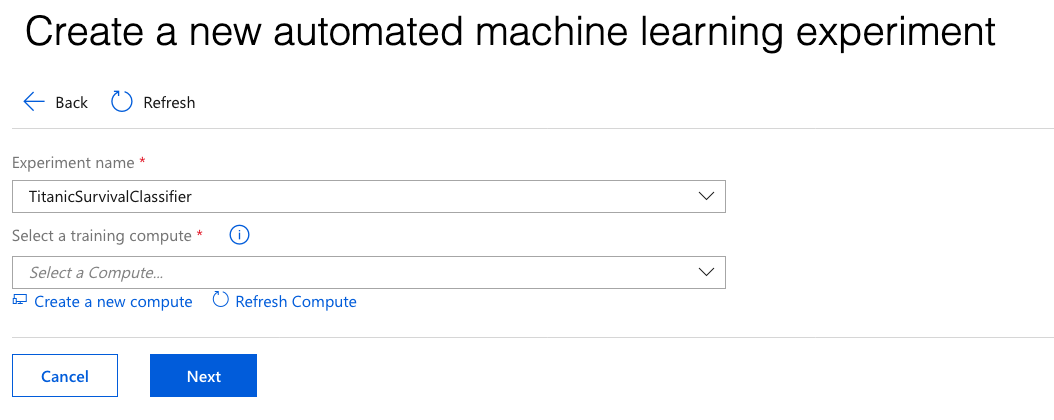 Create a new automated machine learning experiment
Back Refresh
Experiment name *
TitanicSurvivalClassifier
Select a training compute * i
Select a Compute...
Create a new compute Refresh Compute
Cancel Next